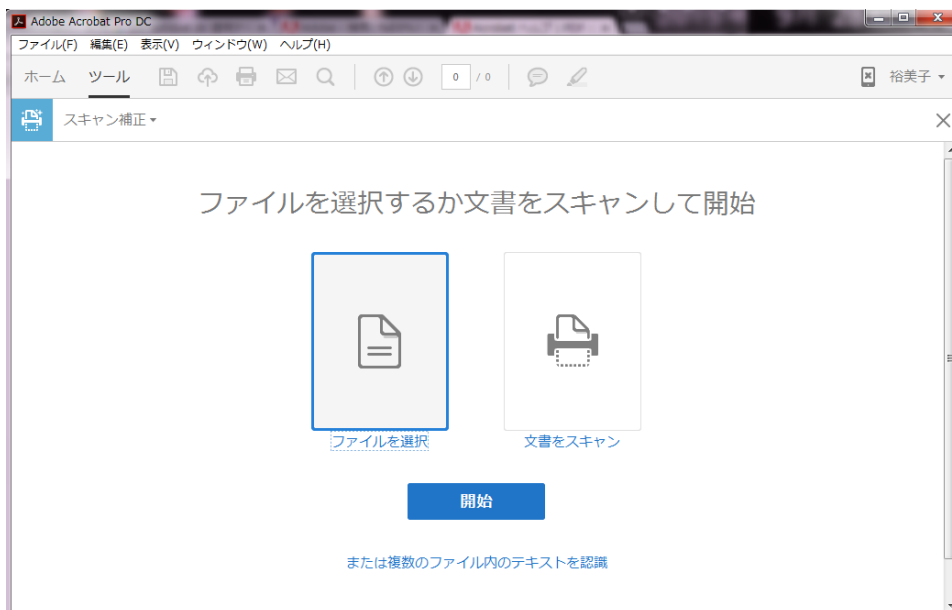 Adobe Acrobat Pro DC
ファイル(F) 編集(E) 表示(V) ウィンドウ(W) ヘルプ(H)
ホーム ツール 0 / 0 裕美子
スキャン補正
ファイルを選択するか文書をスキャンして開始
ファイルを選択 文書をスキャン
開始
または複数のファイル内のテキストを認識